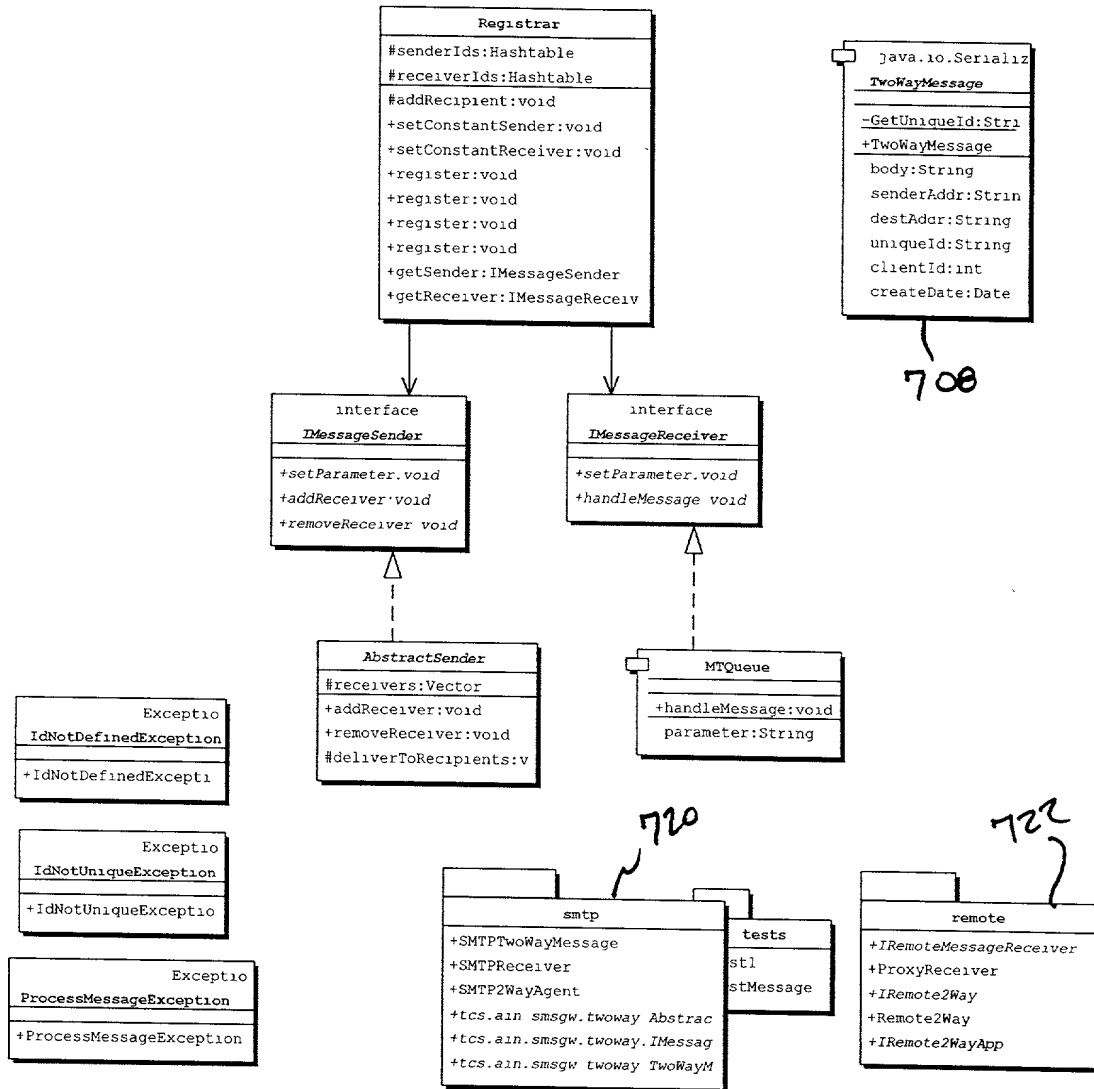 Registrar
#senderIds:Hashtable
#receiverIds:Hashtable
#addRecipient:void
+setConstantSender:void
+setConstantReceiver:void
+register:void
+register:void
+register:void
+register:void
+getSender:IMessageSender
+getReceiver:IMessageReceiv
java.io.Serializ
TwoWayMessage
-GetUniqueId:Stri
+TwoWayMessage
body:String
senderAddr:Strin
destAddr:String
uniqueId:String
clientId:int
createDate:Date
708
interface
IMessageSender
+setParameter.void
+addReceiver:void
+removeReceiver void
interface
IMessageReceiver
+setParameter.void
+handleMessage void
AbstractSender
#receivers:Vector
+addReceiver:void
+removeReceiver:void
#deliverToRecipients:v
MTQueue
+handleMessage:void
parameter:String
Exceptio
IdNotDefinedException
+IdNotDefinedExcepti
Exceptio
IdNotUniqueException
+IdNotUniqueExceptio
Exceptio
ProcessMessageException
+ProcessMessageException
720
smtp
+SMTPTwoWayMessage
+SMTPReceiver
+SMTP2WayAgent
+tcs.ain smsgw.twoway Abstrac
+tcs.ain.smsgw.twoway.IMessag
+tcs.ain.smsgw twoway TwoWayM
tests
stl
stMessage
722
remote
+IRemoteMessageReceiver
+ProxyReceiver
+IRemote2Way
+Remote2Way
+IRemote2WayApp